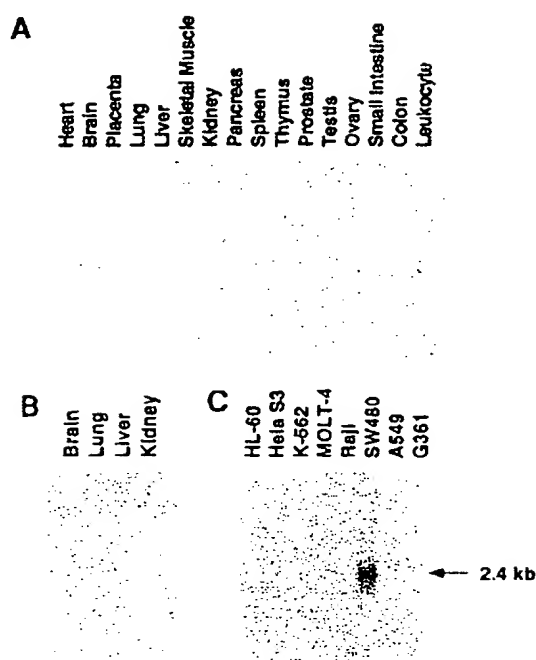 A
Heart
Brain
Placenta
Lung
Liver
Skeletal Muscle
Kidney
Pancreas
Spleen
Thymus
Prostate
Testis
Ovary
Small Intestine
Colon
Leukocyte
B
Brain
Lung
Liver
Kidney
C
HL-60
Hela S3
K-562
MOLT-4
Raji
SW480
A549
G361
2.4 kb